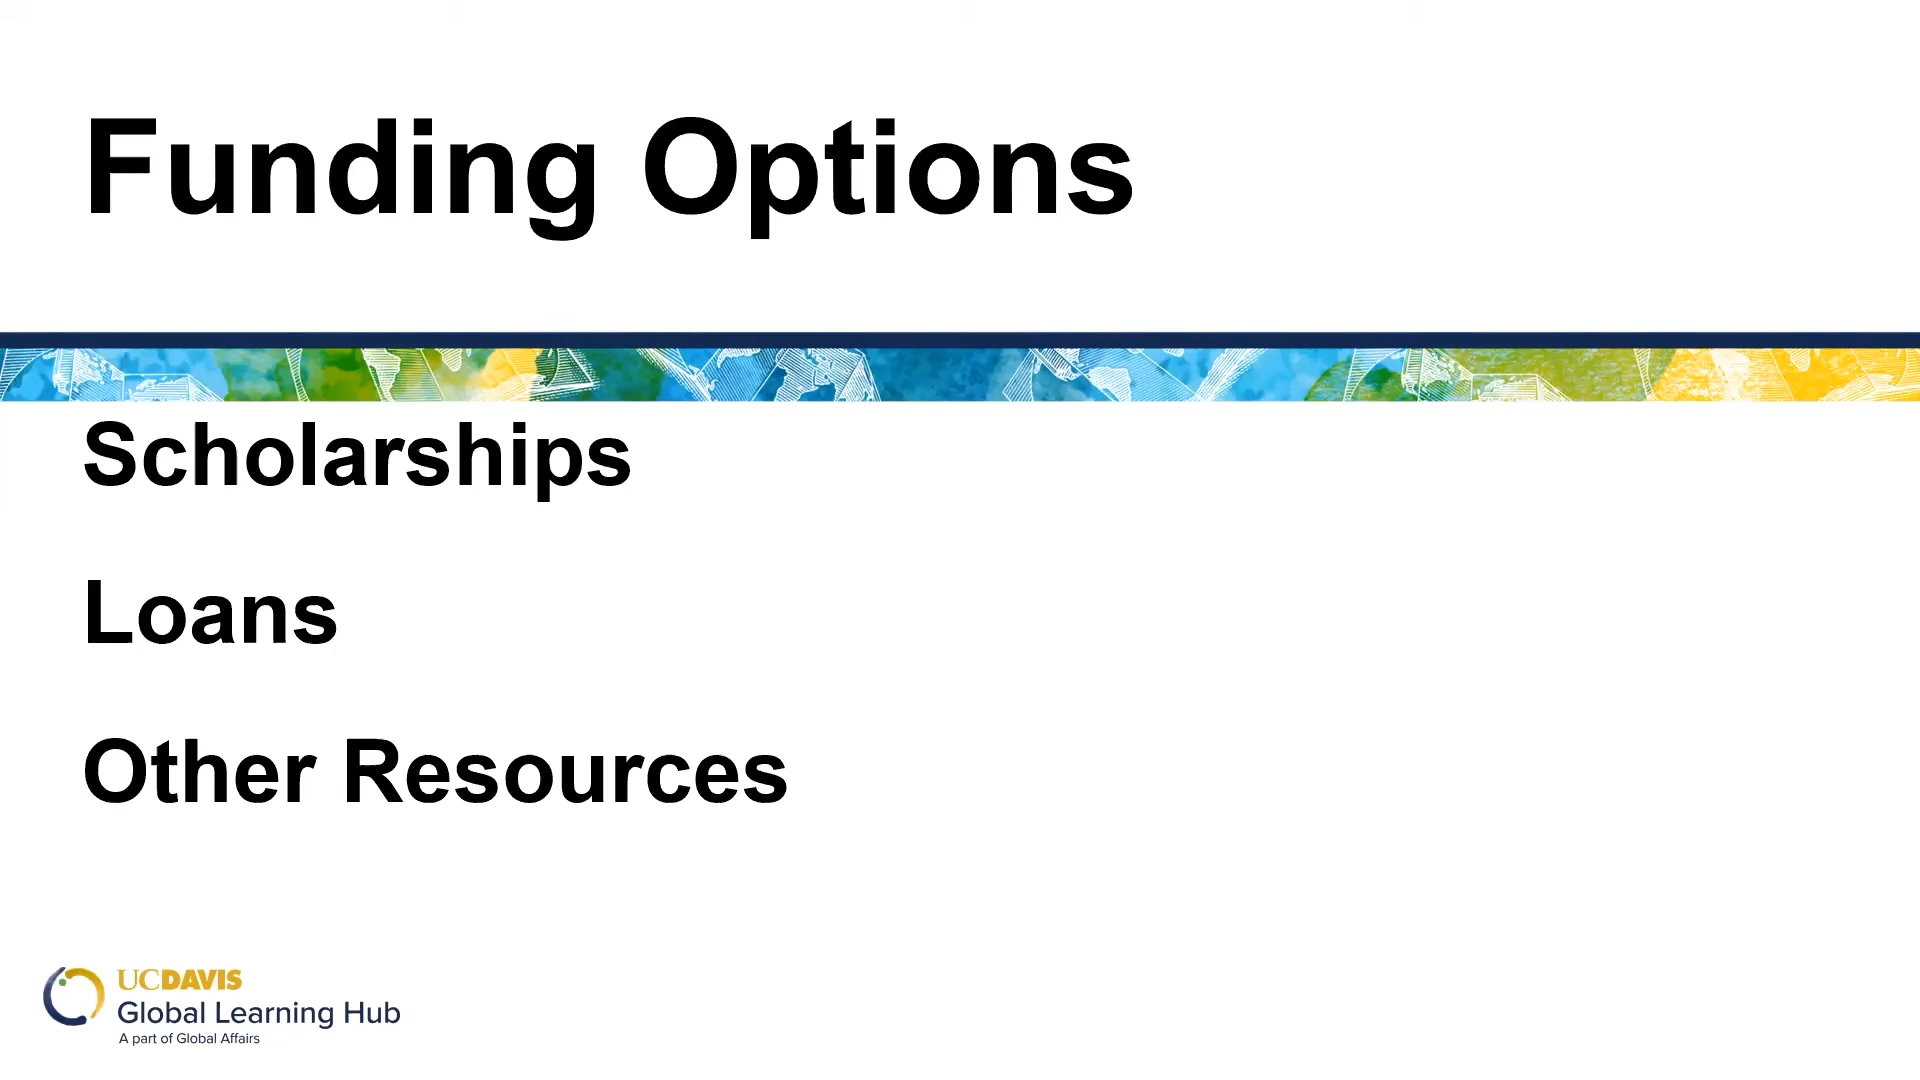 Funding Options
Scholarships
Loans
Other Resources
UCDAVIS
Global Learning Hub
A part of Global Affairs